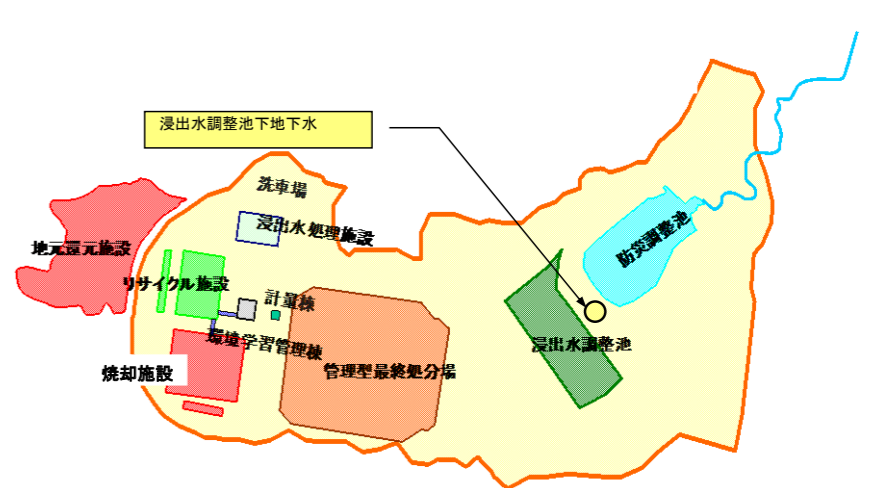 浸出水調整池下地下水
洗車場
浸出水処理施設
防災調整池
地元還元施設
リサイクル施設
計量棟
環境学習管理棟
浸出水調整池
焼却施設
管理型最終処分場